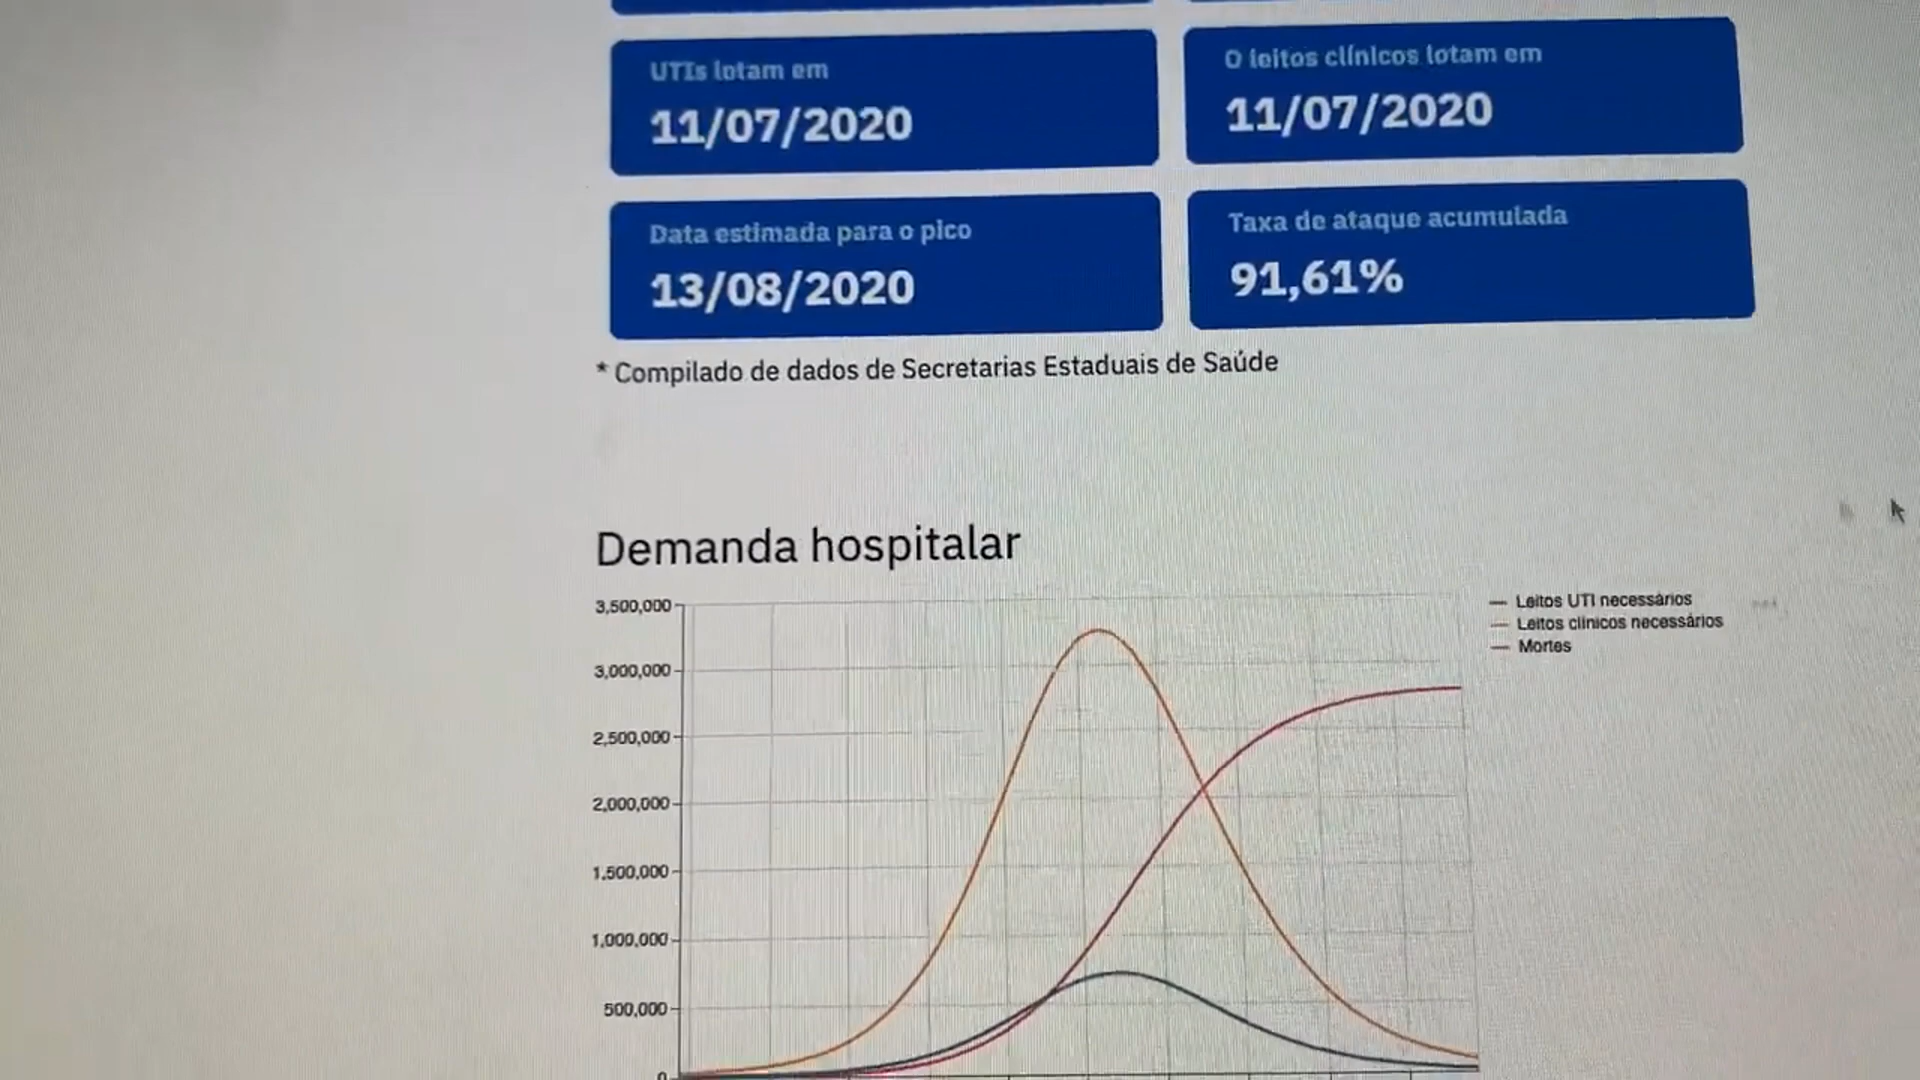 UTIs lotam em
11/07/2020
O leitos clínicos lotam em
11/07/2020
Data estimada para o pico
13/08/2020
Taxa de ataque acumulada
91,61%
* Compilado de dados de Secretarias Estaduais de Saúde
Demanda hospitalar
3,500,000
3,000,000
2,500,000
2,000,000
1,500,000
1,000,000
500,000
0
Leitos UTI necessários
Leitos clínicos necessários
Mortes